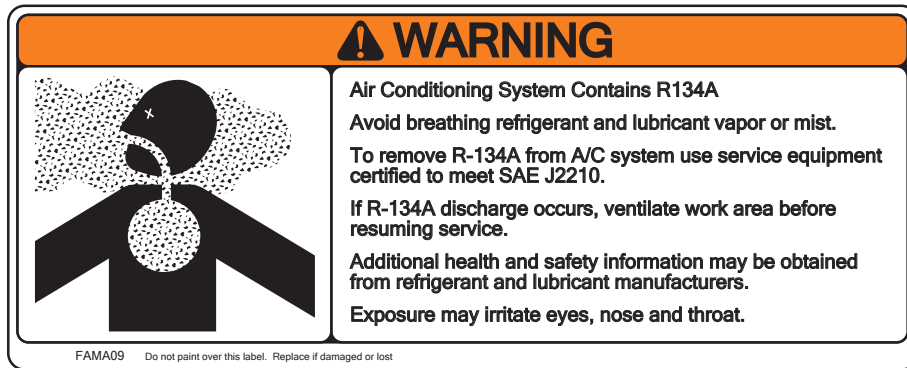 WARNING
Air Conditioning System Contains R134A
Avoid breathing refrigerant and lubricant vapor or mist.
To remove R-134A from A/C system use service equipment
certified to meet SAE J2210.
If R-134A discharge occurs, ventilate work area before
resuming service.
Additional health and safety information may be obtained
from refrigerant and lubricant manufacturers.
Exposure may irritate eyes, nose and throat.
FAMA09 Do not paint over this label. Replace if damaged or lost